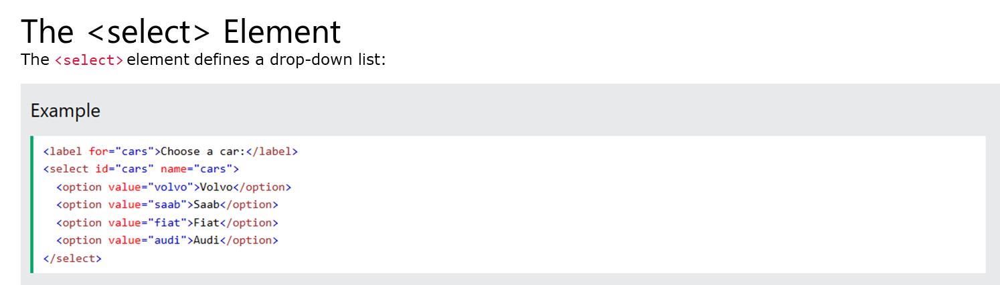 The <select> Element
The <select> element defines a drop-down list:
Example
<label for="cars">Choose a car:</label>
<select id="cars" name="cars">
  <option value="volvo">Volvo</option>
  <option value="saab">Saab</option>
  <option value="fiat">Fiat</option>
  <option value="audi">Audi</option>
</select>